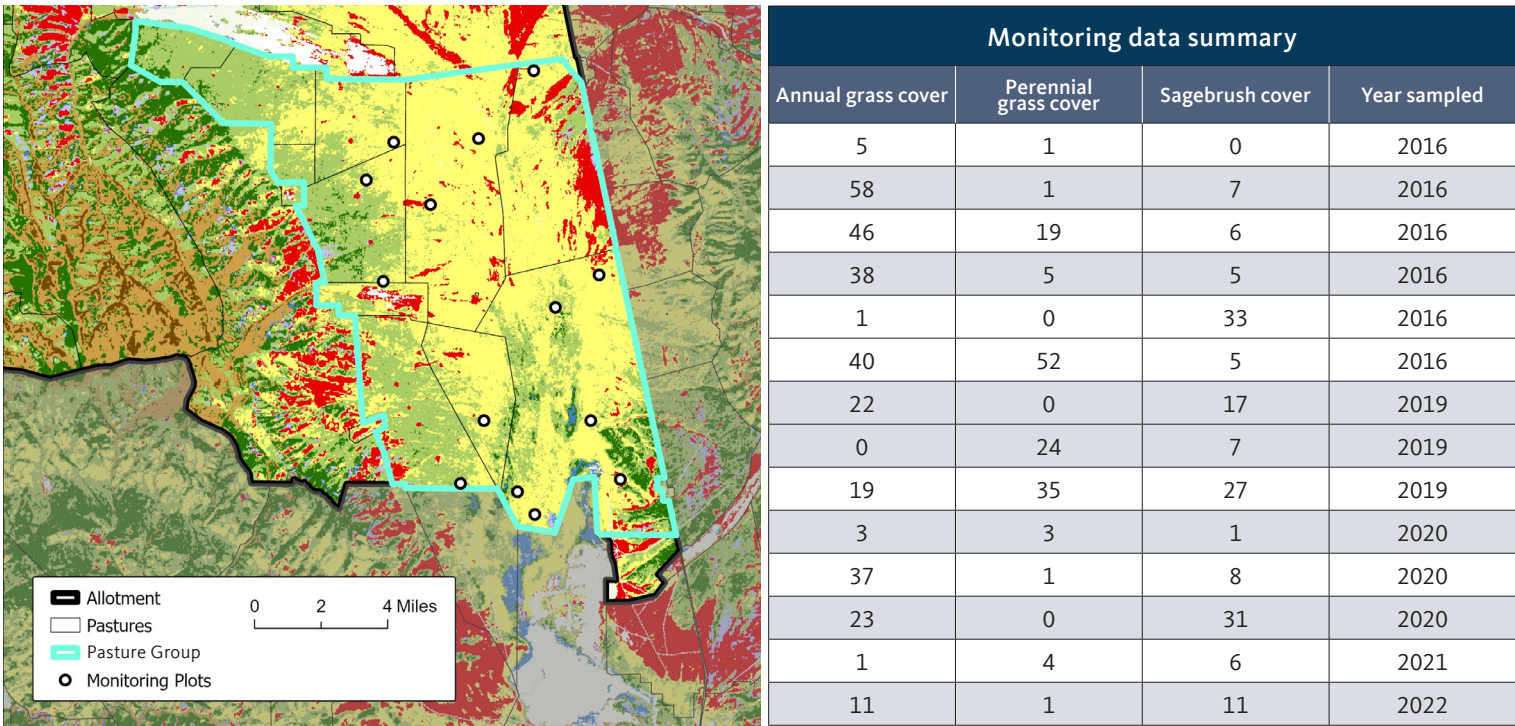 Allotment
Pastures
Pasture Group
Monitoring Plots
0 2 4 Miles
Monitoring data summary
Annual grass cover Perennial grass cover Sagebrush cover Year sampled
5 1 0 2016
58 1 7 2016
46 19 6 2016
38 5 5 2016
1 0 33 2016
40 52 5 2016
22 0 17 2019
0 24 7 2019
19 35 27 2019
3 3 1 2020
37 1 8 2020
23 0 31 2020
1 4 6 2021
11 1 11 2022